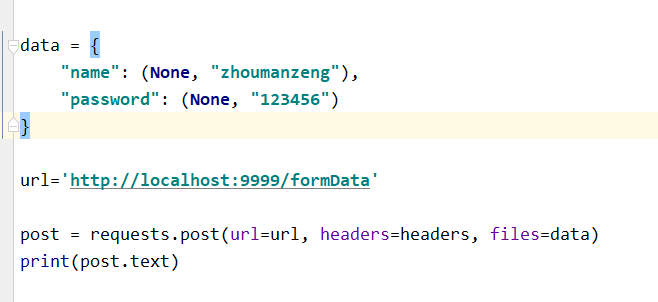 data = {
    "name": (None, "zhoumanzeng"),
    "password": (None, "123456")
}
url='http://localhost:9999/formData'
post = requests.post(url=url, headers=headers, files=data)
print(post.text)